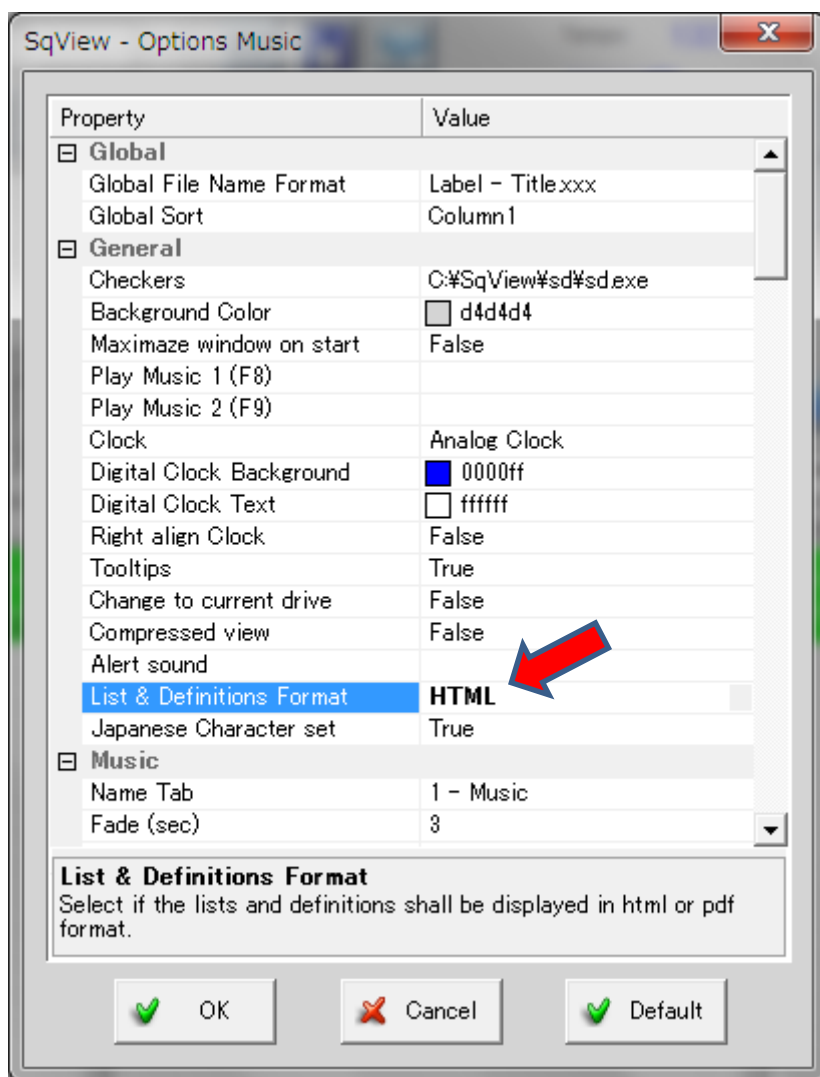 SqView - Options Music
Property Value
Global
Global File Name Format Label - Title.xxx
Global Sort Column1
General
Checkers C:¥SqView¥sd¥sd.exe
Background Color d4d4d4
Maximaze window on start False
Play Music 1 (F8)
Play Music 2 (F9)
Clock Analog Clock
Digital Clock Background 0000ff
Digital Clock Text ffffff
Right align Clock False
Tooltips True
Change to current drive False
Compressed view False
Alert sound
List & Definitions Format HTML
Japanese Character set True
Music
Name Tab 1 - Music
Fade (sec) 3
List & Definitions Format
Select if the lists and definitions shall be displayed in html or pdf
format.
OK Cancel Default